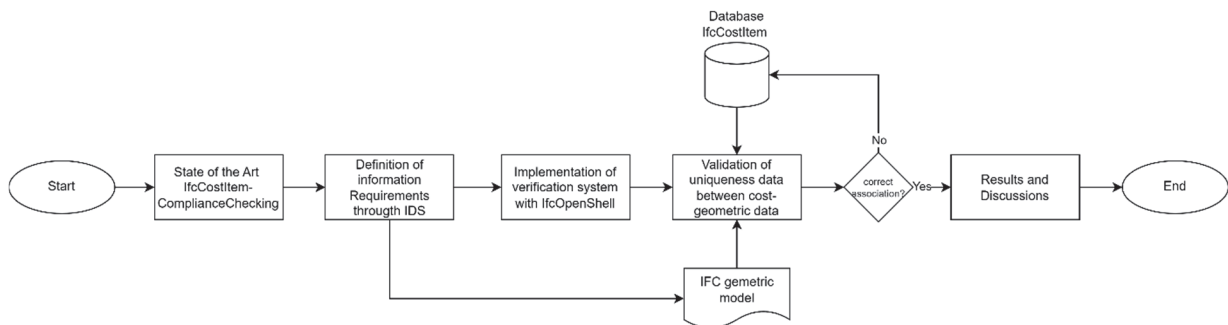 Database
IfcCostItem
Start
State of the Art
IfcCostItem-
ComplianceChecking
Definition of
information
Requirements
througth IDS
Implementation of
verification system
with IfcOpenShell
Validation of
uniqueness data
between cost-
geometric data
No
correct
association?
Yes
Results and
Discussions
End
IFC gemetric
model